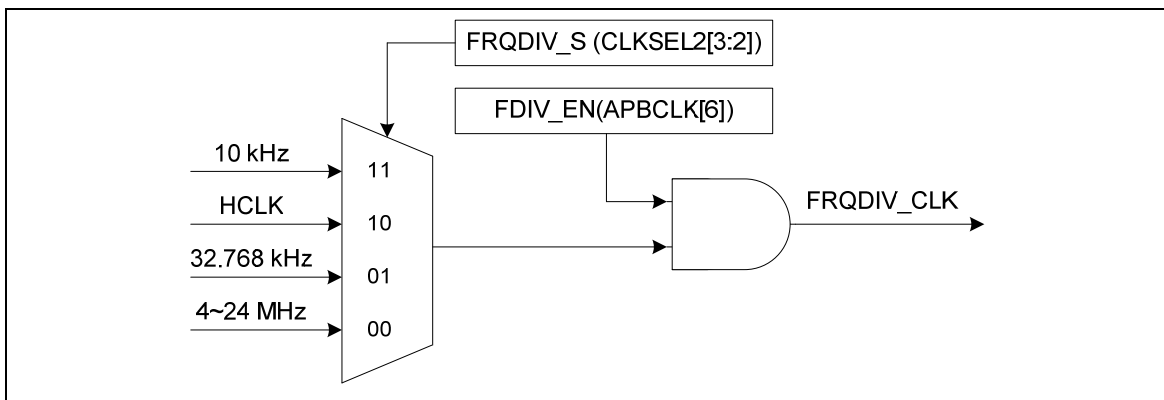 FRQDIV_S (CLKSEL2[3:2])
FDIV_EN(APBCLK[6])
10 kHz
11
HCLK
10
32.768 kHz
01
4~24 MHz
00
FRQDIV_CLK